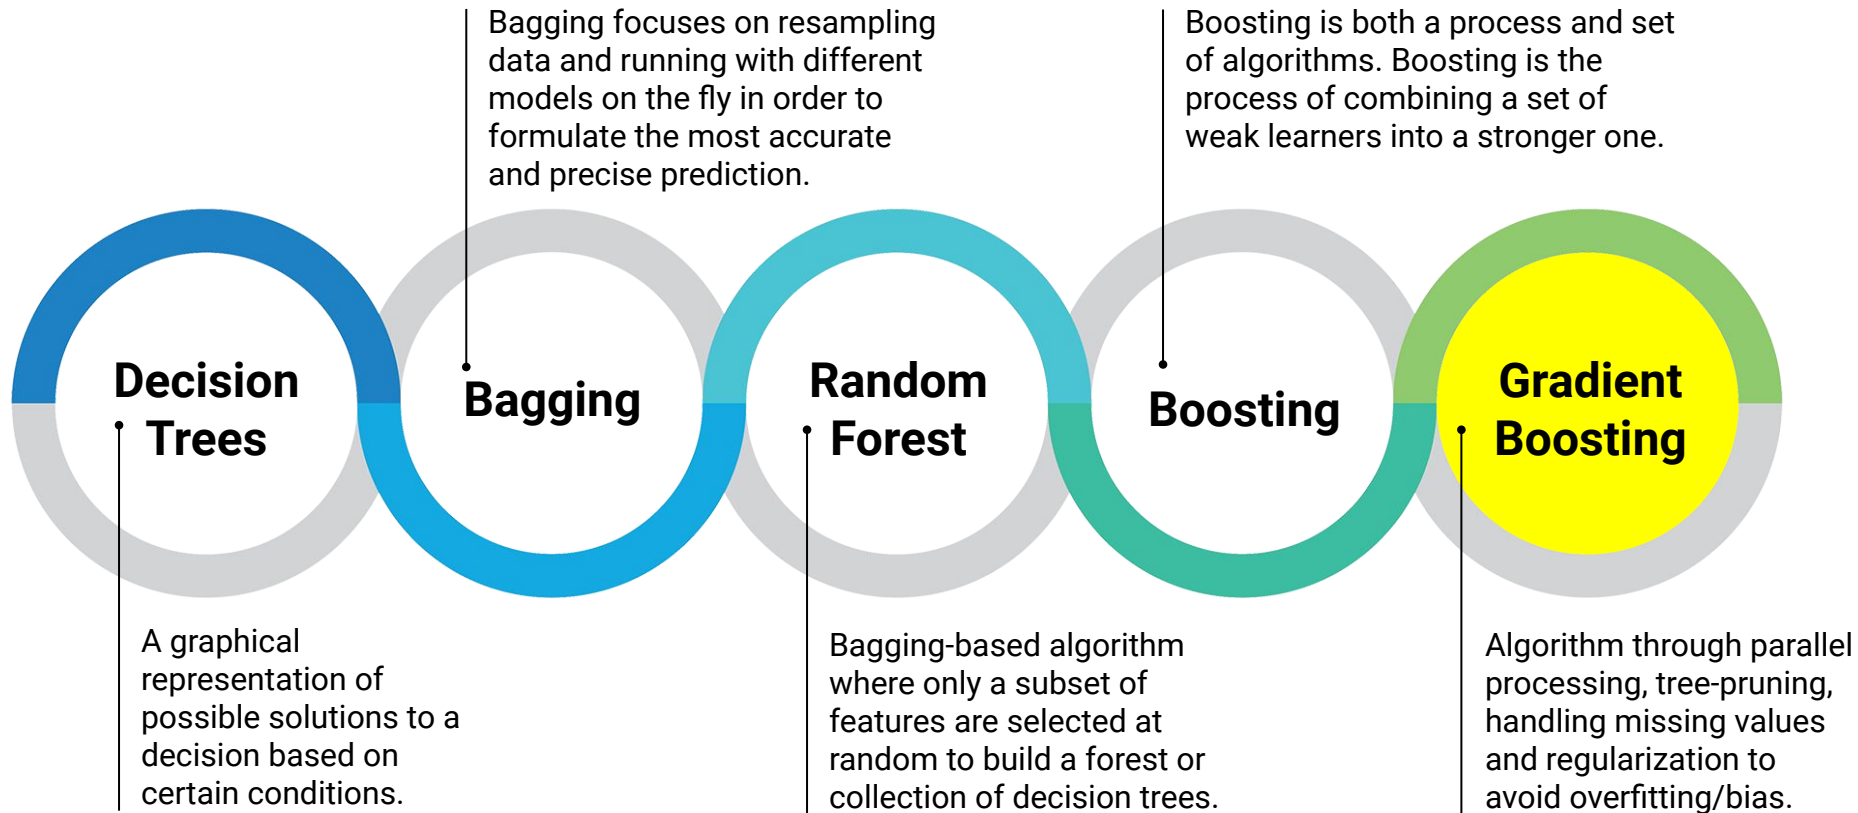 Bagging focuses on resampling
data and running with different
models on the fly in order to
formulate the most accurate
and precise prediction.
Boosting is both a process and set
of algorithms. Boosting is the
process of combining a set of
weak learners into a stronger one.
Decision
Trees
Bagging
Random
Forest
Boosting
Gradient
Boosting
A graphical
representation of
possible solutions to a
decision based on
certain conditions.
Bagging-based algorithm
where only a subset of
features are selected at
random to build a forest or
collection of decision trees.
Algorithm through parallel
processing, tree-pruning,
handling missing values
and regularization to
avoid overfitting/bias.